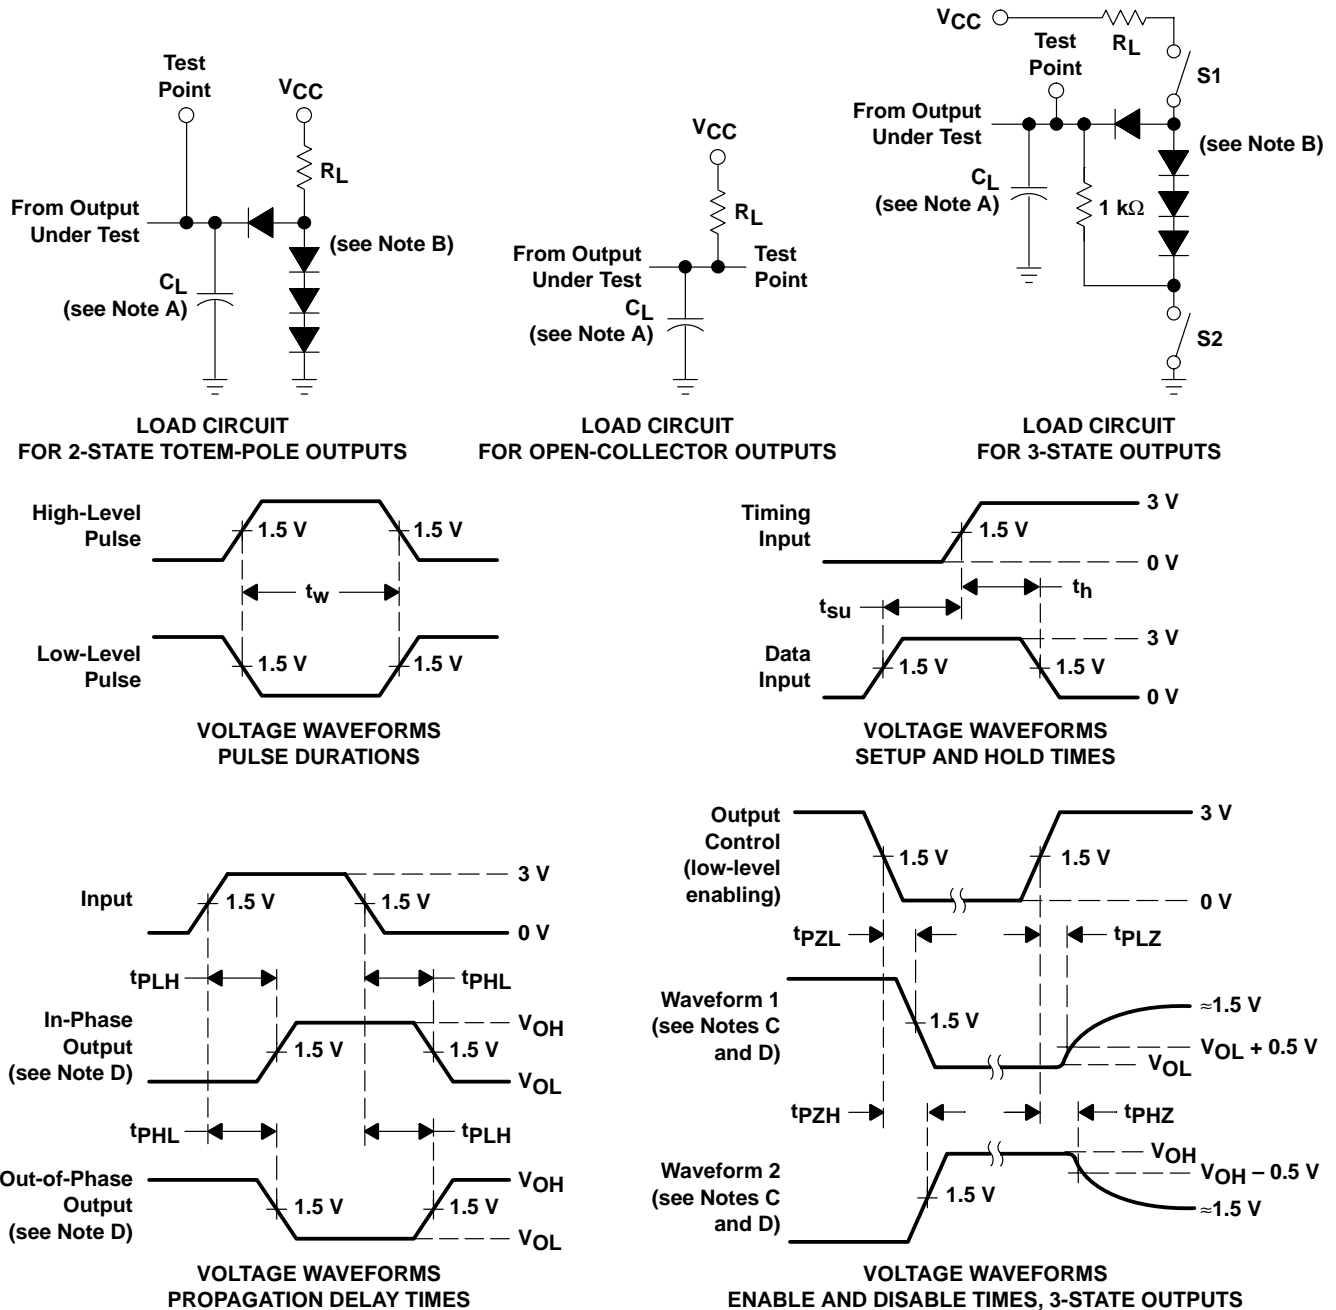 Test
Point
VCC
RL
From Output
Under Test
(see Note B)
CL
(see Note A)
LOAD CIRCUIT
FOR 2-STATE TOTEM-POLE OUTPUTS
VCC
RL
From Output
Under Test
Test
Point
CL
(see Note A)
LOAD CIRCUIT
FOR OPEN-COLLECTOR OUTPUTS
VCC
RL
Test
Point
S1
From Output
Under Test
(see Note B)
CL
(see Note A)
1 kΩ
S2
LOAD CIRCUIT
FOR 3-STATE OUTPUTS
High-Level
Pulse
1.5 V
1.5 V
tw
Low-Level
Pulse
1.5 V
1.5 V
VOLTAGE WAVEFORMS
PULSE DURATIONS
Timing
Input
3 V
1.5 V
0 V
th
tsu
Data
Input
3 V
1.5 V
1.5 V
0 V
VOLTAGE WAVEFORMS
SETUP AND HOLD TIMES
Input
3 V
1.5 V
1.5 V
0 V
tPLH
tPHL
In-Phase
Output
(see Note D)
VOH
1.5 V
1.5 V
VOL
tPHL
tPLH
Out-of-Phase
Output
(see Note D)
VOH
1.5 V
1.5 V
VOL
VOLTAGE WAVEFORMS
PROPAGATION DELAY TIMES
Output
Control
(low-level
enabling)
3 V
1.5 V
1.5 V
0 V
tPZL
tPLZ
Waveform 1
(see Notes C
and D)
1.5 V
≈1.5 V
VOL + 0.5 V
VOL
tPZH
tPHZ
Waveform 2
(see Notes C
and D)
1.5 V
VOH
VOH − 0.5 V
≈1.5 V
VOLTAGE WAVEFORMS
ENABLE AND DISABLE TIMES, 3-STATE OUTPUTS